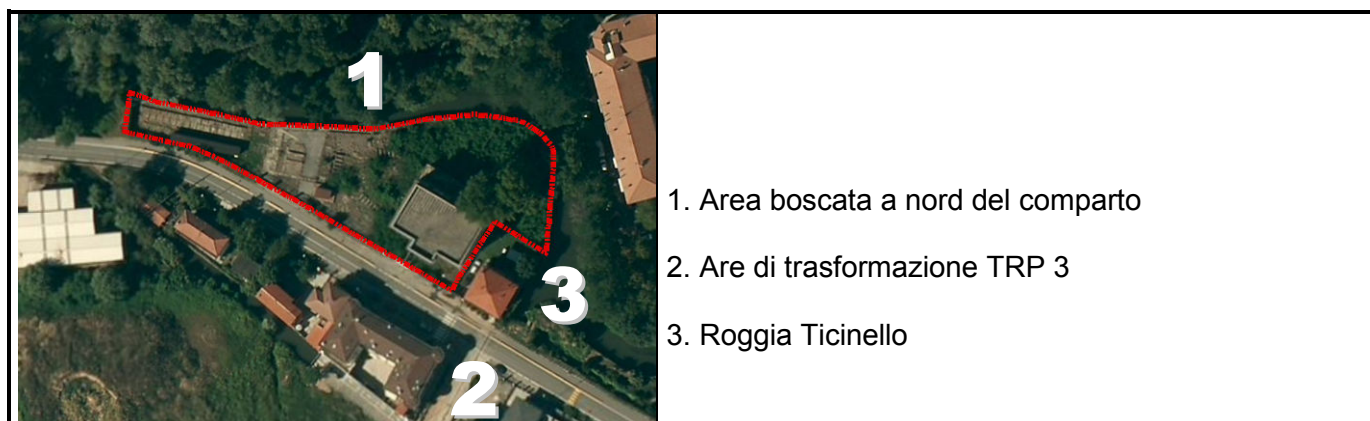 1
2
3
1. Area boscata a nord del comparto
2. Are di trasformazione TRP 3
3. Roggia Ticinello